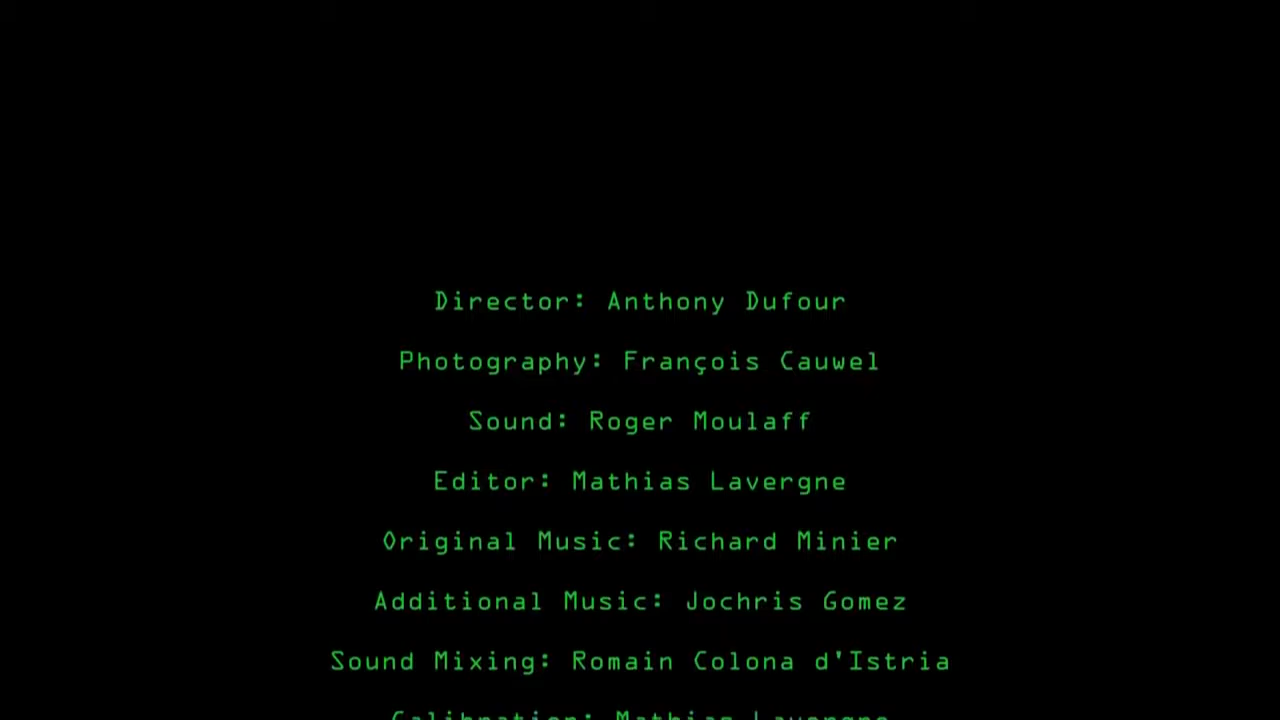 Director: Anthony Dufour
Photography: François Cauwel
Sound: Roger Moulaff
Editor: Mathias Lavergne
Original Music: Richard Minier
Additional Music: Jochris Gomez
Sound Mixing: Romain Colona d'Istria
Calibration: Mathias Lavergne